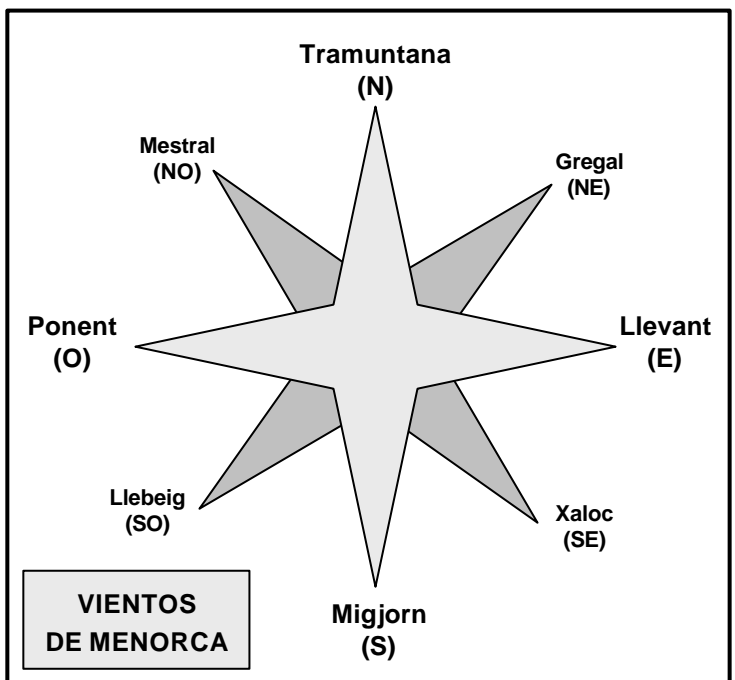 Tramuntana
(N)
Mestral
(NO)
Gregal
(NE)
Ponent
(O)
Llevant
(E)
Llebeig
(SO)
Xaloc
(SE)
Migjorn
(S)
VIENTOS
DE MENORCA